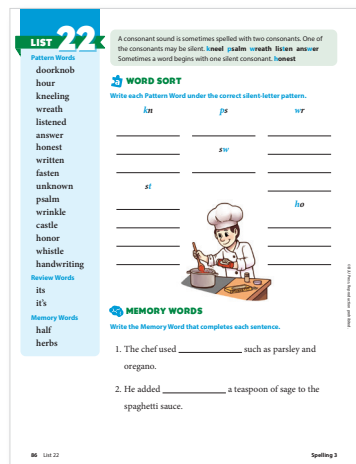 LIST 22
Pattern Words
doorknob
hour
kneeling
wreath
listened
answer
honest
written
fasten
unknown
psalm
wrinkle
castle
honor
whistle
handwriting
Review Words
its
it's
Memory Words
half
herbs
A consonant sound is sometimes spelled with two consonants. One of
the consonants may be silent. kneel psalm wreath listen answer
Sometimes a word begins with one silent consonant. honest
WORD SORT
Write each Pattern Word under the correct silent-letter pattern.
kn ps wr
sw
st
ho
MEMORY WORDS
Write the Memory Word that completes each sentence.
1. The chef used ____________ such as parsley and
oregano.
2. He added ____________ a teaspoon of sage to the
spaghetti sauce.
86 List 22
Spelling 3